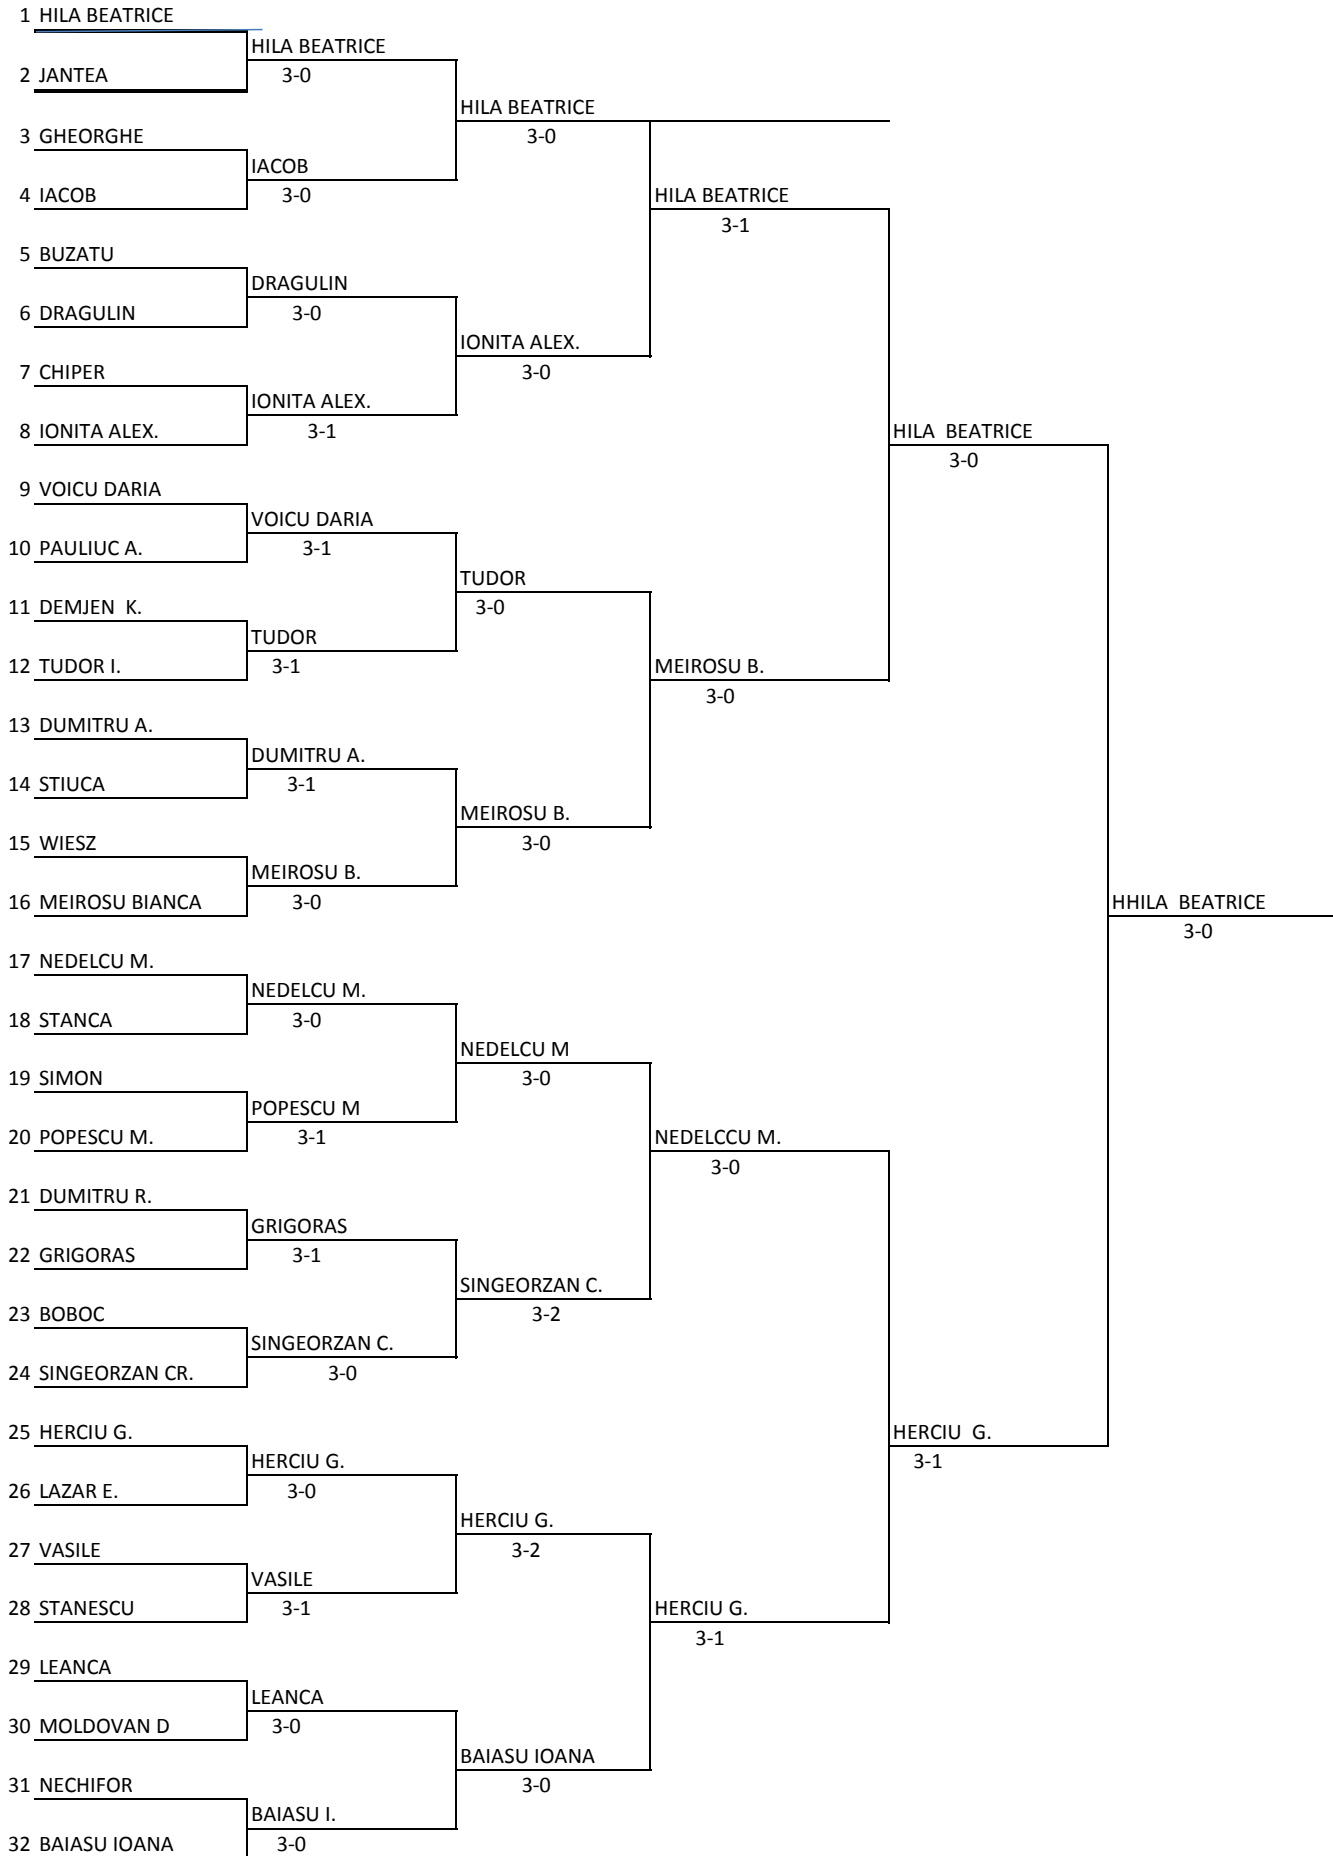 1 HILA BEATRICE
HILA BEATRICE
2 JANTEA 3-0
HILA BEATRICE
3 GHEORGHE 3-0
IACOB
4 IACOB 3-0 HILA BEATRICE
3-1
5 BUZATU
DRAGULIN
6 DRAGULIN 3-0
IONITA ALEX.
7 CHIPER 3-0
IONITA ALEX.
8 IONITA ALEX. 3-1 HILA  BEATRICE
3-0
9 VOICU DARIA
VOICU DARIA
10 PAULIUC A. 3-1
TUDOR
11 DEMJEN  K. 3-0
TUDOR
12 TUDOR I. 3-1 MEIROSU B.
3-0
13 DUMITRU A.
DUMITRU A.
14 STIUCA 3-1
MEIROSU B.
15 WIESZ 3-0
MEIROSU B.
16 MEIROSU BIANCA 3-0 HHILA  BEATRICE
3-0
17 NEDELCU M.
NEDELCU M.
18 STANCA 3-0
NEDELCU M
19 SIMON 3-0
POPESCU M
20 POPESCU M. 3-1 NEDELCCU M.
3-0
21 DUMITRU R.
GRIGORAS
22 GRIGORAS 3-1
SINGEORZAN C.
23 BOBOC 3-2
SINGEORZAN C.
24 SINGEORZAN CR. 3-0
25 HERCIU G. HERCIU  G.
HERCIU G. 3-1
26 LAZAR E. 3-0
HERCIU G.
27 VASILE 3-2
VASILE
28 STANESCU 3-1 HERCIU G.
3-1
29 LEANCA
LEANCA
30 MOLDOVAN D 3-0
BAIASU IOANA
31 NECHIFOR 3-0
BAIASU I.
32 BAIASU IOANA 3-0